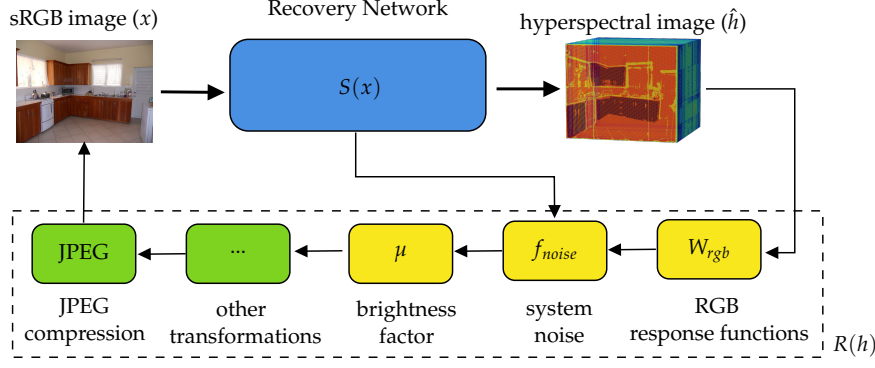 Recovery Network
sRGB image (x)
hyperspectral image (ĥ)
S(x)
JPEG
...
μ
f_noise
W_rgb
JPEG
compression
other
transformations
brightness
factor
system
noise
RGB
response functions
R(h)